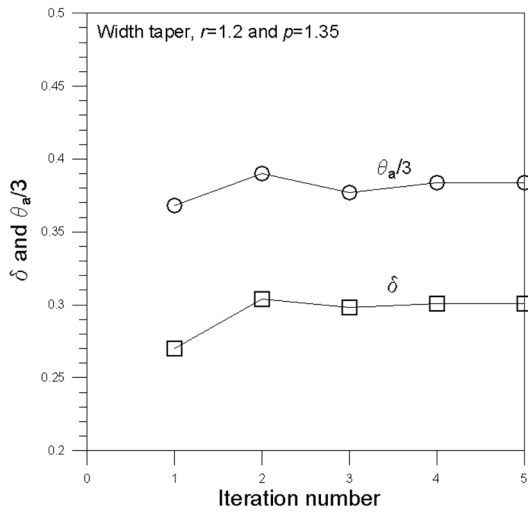 Width taper, r=1.2 and p=1.35
0.5
0.45
0.4
0.35
0.3
0.25
0.2
δ and θa/3
θa/3
δ
0 1 2 3 4 5
Iteration number